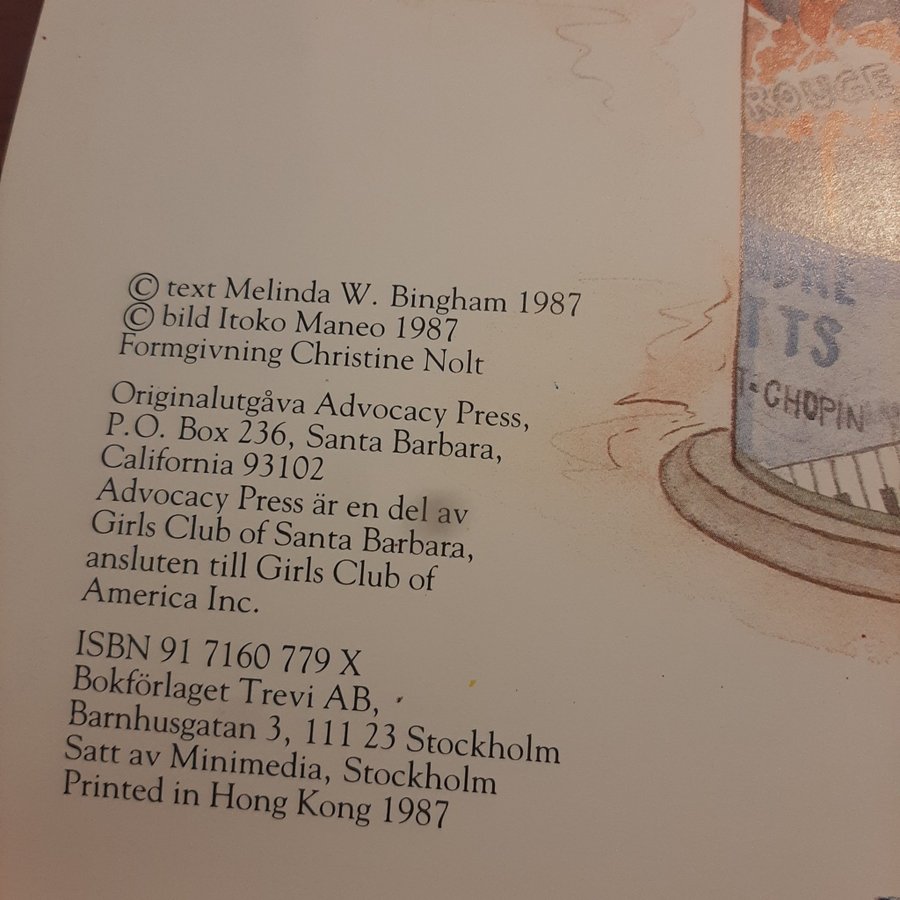 © text Melinda W. Bingham 1987
© bild Itoko Maneo 1987
Formgivning Christine Nolt
Originalutgåva Advocacy Press,
P.O. Box 236, Santa Barbara,
California 93102
Advocacy Press är en del av
Girls Club of Santa Barbara,
ansluten till Girls Club of
America Inc.
ISBN 91 7160 779 X
Bokförlaget Trevi AB,
Barnhusgatan 3, 111 23 Stockholm
Satt av Minimedia, Stockholm
Printed in Hong Kong 1987
ROUGE
CHOPIN